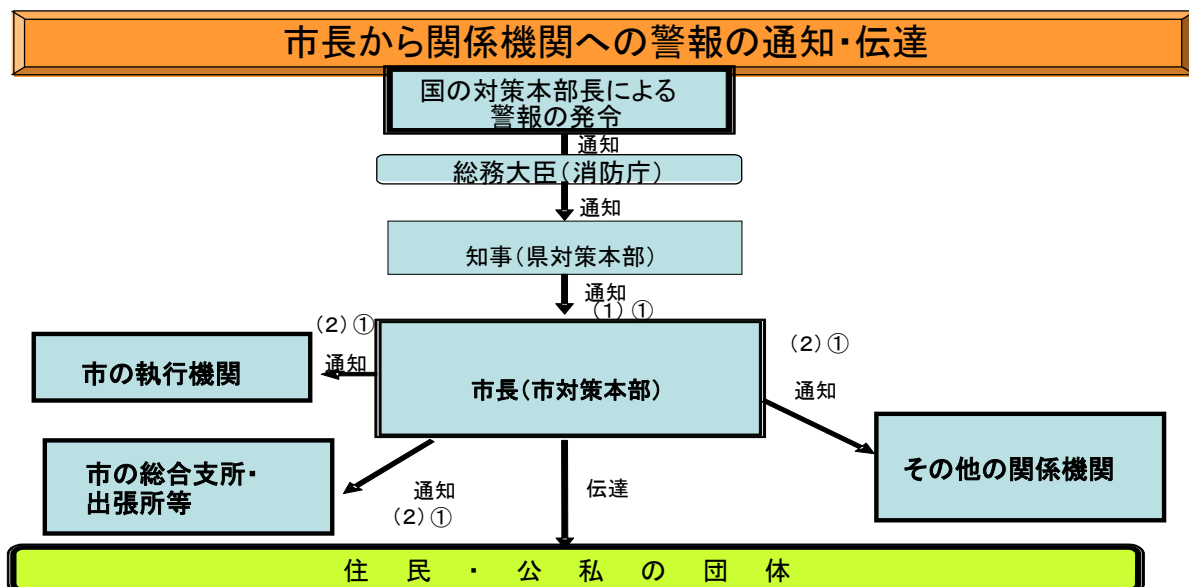 市長から関係機関への警報の通知・伝達
国の対策本部長による
警報の発令
通知
総務大臣（消防庁）
通知
知事（県対策本部）
通知
（１）①
（２）①
通知
市の執行機関
市長（市対策本部）
（２）①
通知
市の総合支所・
出張所等
通知
（２）①
伝達
その他の関係機関
住　民　・　公　私　の　団　体